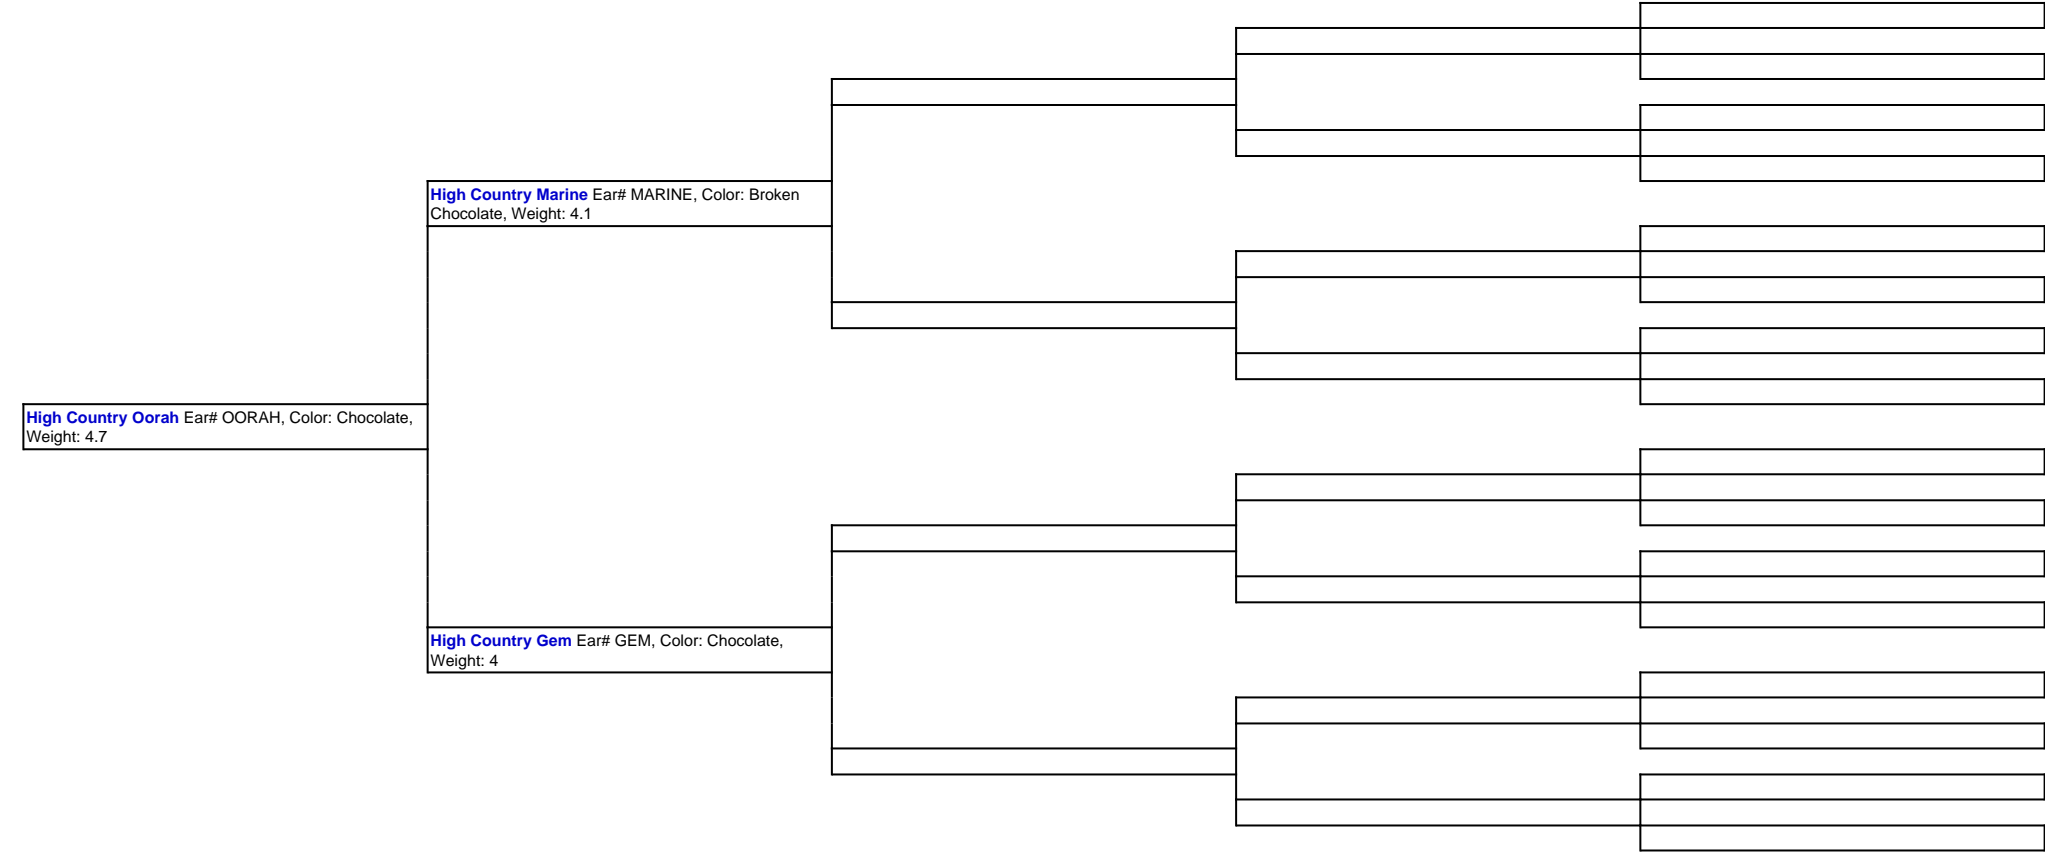 High Country Marine Ear# MARINE, Color: Broken
Chocolate, Weight: 4.1
High Country Oorah Ear# OORAH, Color: Chocolate,
Weight: 4.7
High Country Gem Ear# GEM, Color: Chocolate,
Weight: 4